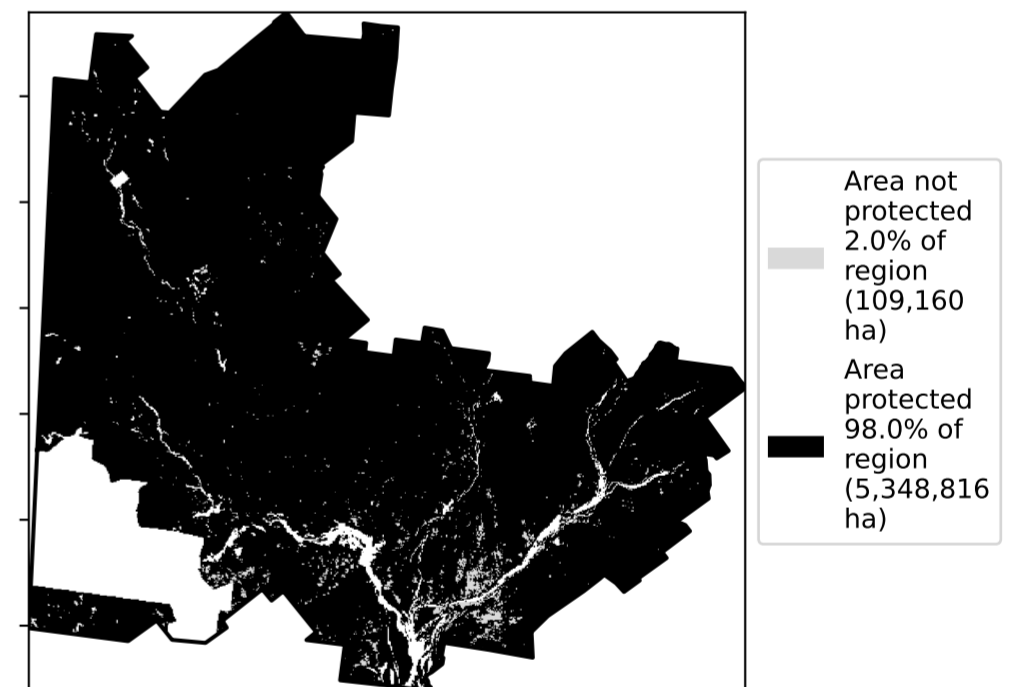 Area not
protected
2.0% of
region
(109,160
ha)
Area
protected
98.0% of
region
(5,348,816
ha)